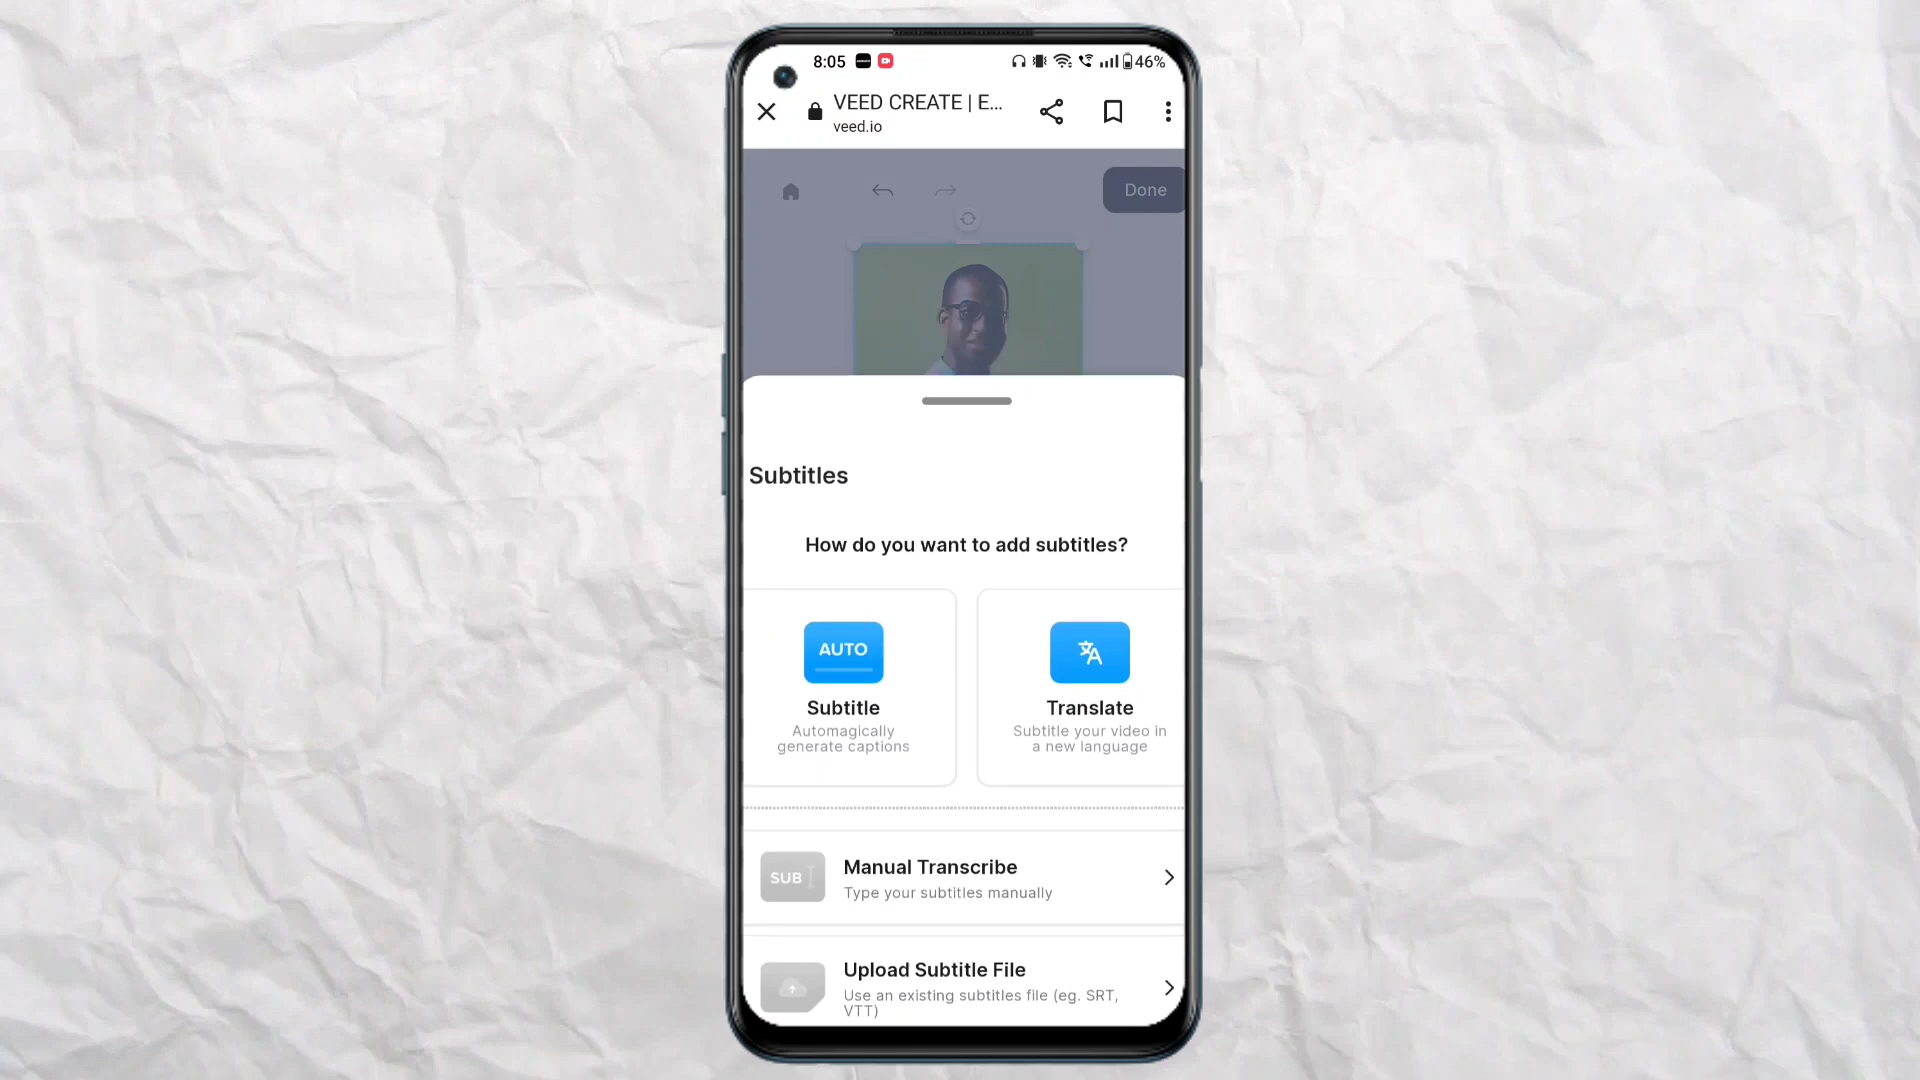 8:05
46%
VEED CREATE | E...
veed.io
Done
Subtitles
How do you want to add subtitles?
AUTO
Subtitle
Automagically
generate captions
Translate
Subtitle your video in
a new language
SUB
Manual Transcribe
Type your subtitles manually
Upload Subtitle File
Use an existing subtitles file (eg. SRT,
VTT)